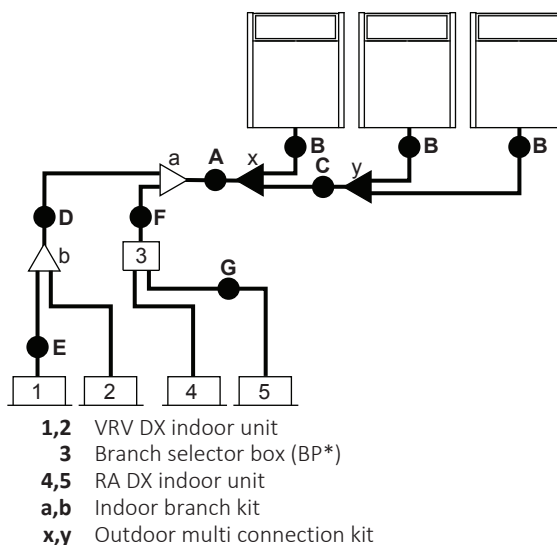 B
B
B
a
A
x
C
y
D
F
b
3
G
E
1
2
4
5
1,2 VRV DX indoor unit
3 Branch selector box (BP*)
4,5 RA DX indoor unit
a,b Indoor branch kit
x,y Outdoor multi connection kit